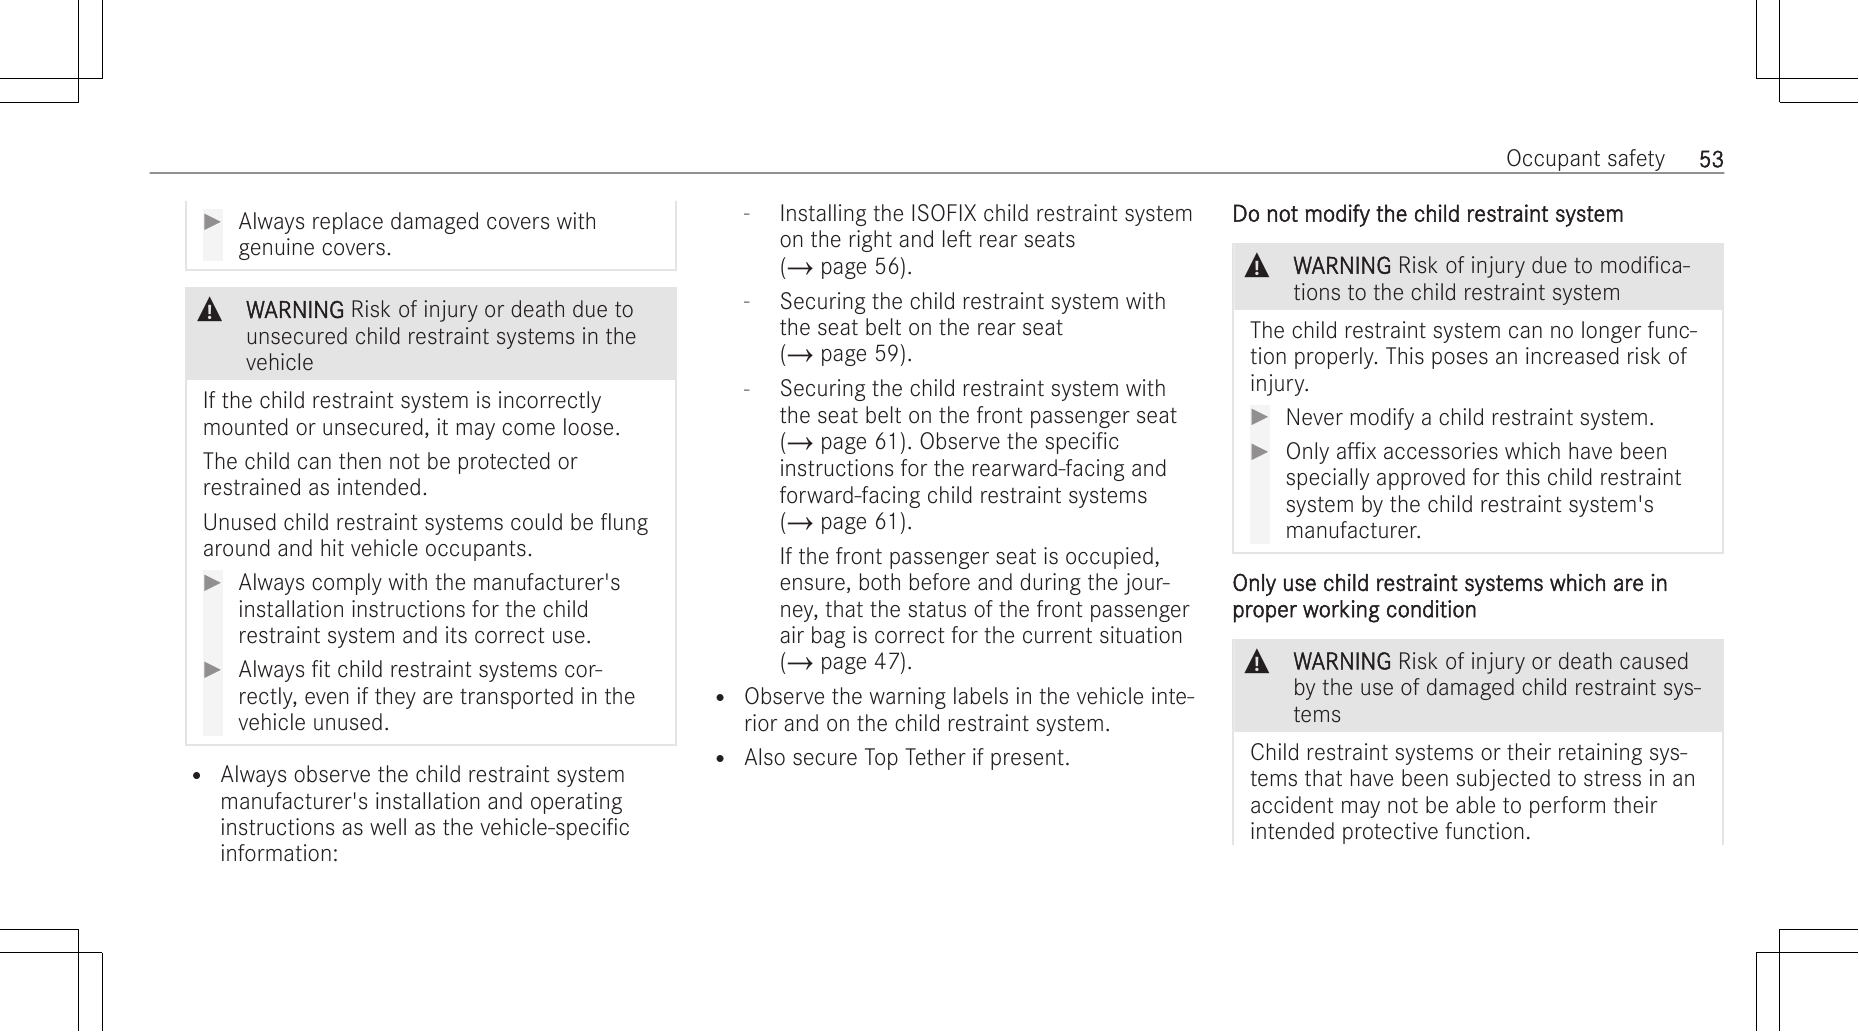 Occupant safety 53
▶ Always replace damaged covers with
genuine covers.
WARNING Risk of injury or death due to
unsecured child restraint systems in the
vehicle
If the child restraint system is incorrectly
mounted or unsecured, it may come loose.
The child can then not be protected or
restrained as intended.
Unused child restraint systems could be flung
around and hit vehicle occupants.
▶ Always comply with the manufacturer's
installation instructions for the child
restraint system and its correct use.
▶ Always fit child restraint systems cor-
rectly, even if they are transported in the
vehicle unused.
• Always observe the child restraint system
manufacturer's installation and operating
instructions as well as the vehicle-specific
information:
- Installing the ISOFIX child restraint system
on the right and left rear seats
(→ page 56).
- Securing the child restraint system with
the seat belt on the rear seat
(→ page 59).
- Securing the child restraint system with
the seat belt on the front passenger seat
(→ page 61). Observe the specific
instructions for the rearward-facing and
forward-facing child restraint systems
(→ page 61).
If the front passenger seat is occupied,
ensure, both before and during the jour-
ney, that the status of the front passenger
air bag is correct for the current situation
(→ page 47).
• Observe the warning labels in the vehicle inte-
rior and on the child restraint system.
• Also secure Top Tether if present.
Do not modify the child restraint system
WARNING Risk of injury due to modifica-
tions to the child restraint system
The child restraint system can no longer func-
tion properly. This poses an increased risk of
injury.
▶ Never modify a child restraint system.
▶ Only affix accessories which have been
specially approved for this child restraint
system by the child restraint system's
manufacturer.
Only use child restraint systems which are in
proper working condition
WARNING Risk of injury or death caused
by the use of damaged child restraint sys-
tems
Child restraint systems or their retaining sys-
tems that have been subjected to stress in an
accident may not be able to perform their
intended protective function.